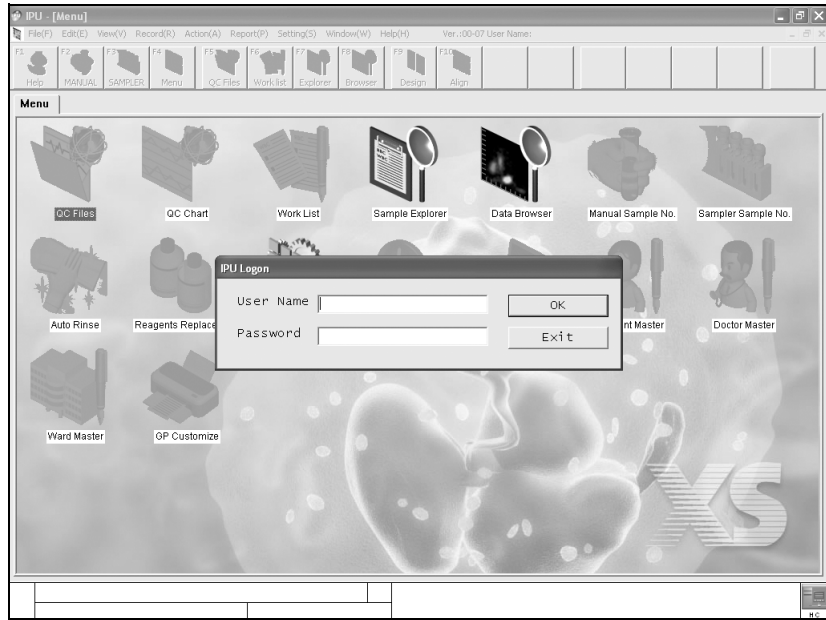 IPU - [Menu]
File(F) Edit(E) View(V) Record(R) Action(A) Report(P) Setting(S) Window(W) Help(H) Ver.:00-07 User Name:
F1 F2 F3 F4 F5 F6 F7 F8 F9 F10
Help MANUAL SAMPLER Menu QC Files Work list Explorer Browser Design Align
Menu
QC Files QC Chart Work List Sample Explorer Data Browser Manual Sample No. Sampler Sample No.
IPU Logon
User Name OK
Auto Rinse Reagents Replace nt Master Doctor Master
Password Exit
Ward Master GP Customize
XS
HC